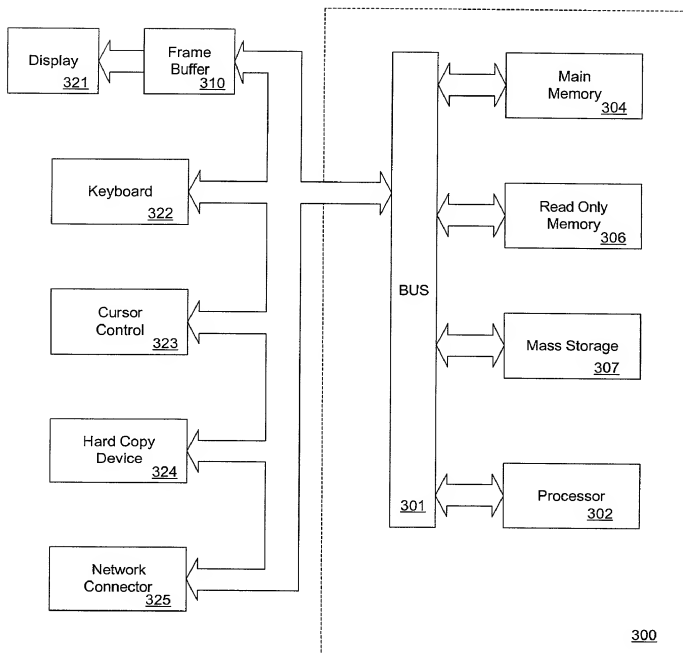 Display
321
Frame
Buffer
310
Keyboard
322
Cursor
Control
323
Hard Copy
Device
324
Network
Connector
325
BUS
301
Main
Memory
304
Read Only
Memory
306
Mass Storage
307
Processor
302
300